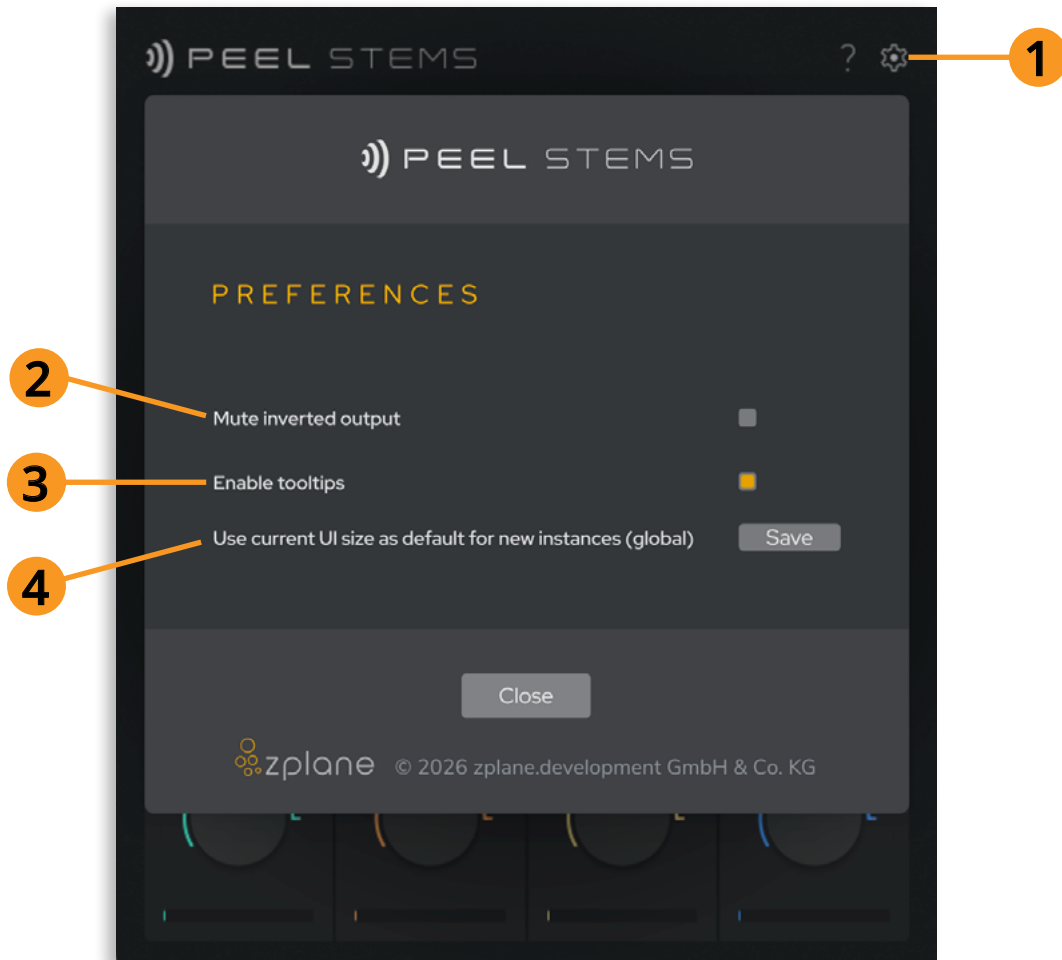 PEEL STEMS ?
1
PEEL STEMS
PREFERENCES
2
Mute inverted output
3
Enable tooltips
Use current UI size as default for new instances (global) Save
4
Close
zplane © 2026 zplane.development GmbH & Co. KG